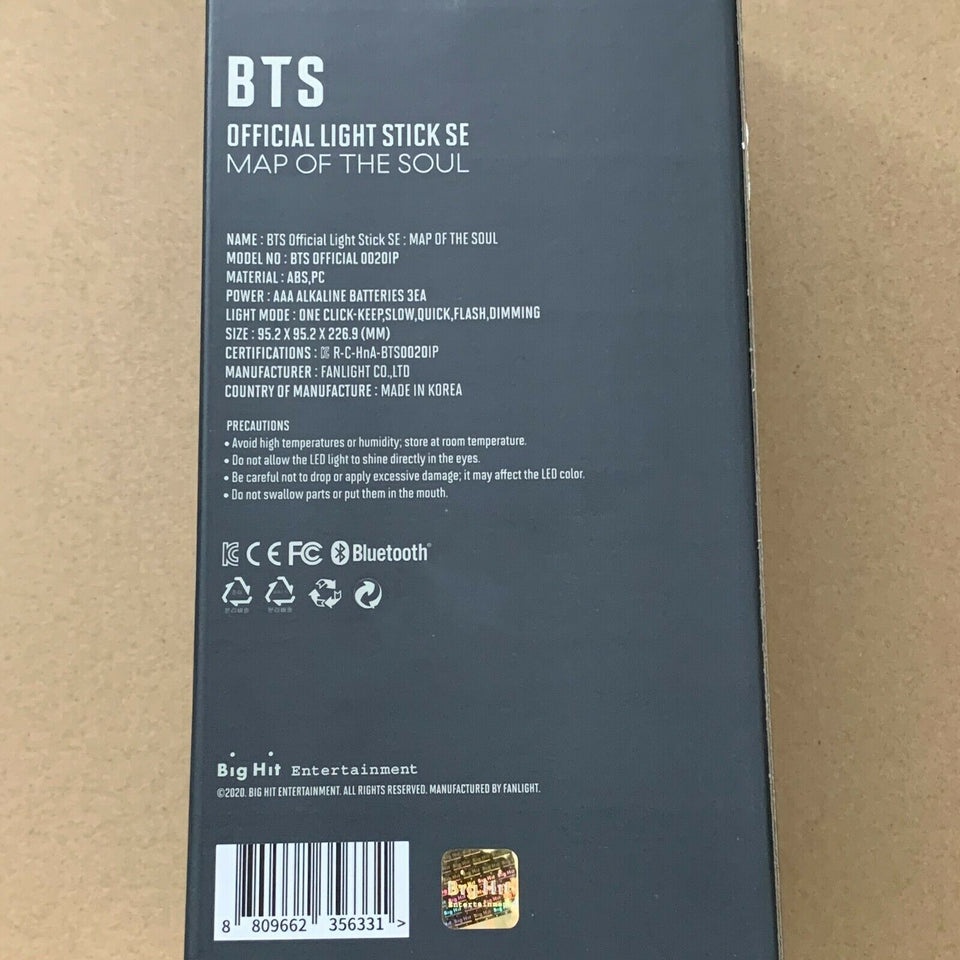 BTS
OFFICIAL LIGHT STICK SE
MAP OF THE SOUL
NAME : BTS Official Light Stick SE : MAP OF THE SOUL
MODEL NO : BTS OFFICIAL 0020IP
MATERIAL : ABS,PC
POWER : AAA ALKALINE BATTERIES 3EA
LIGHT MODE : ONE CLICK-KEEP,SLOW,QUICK,FLASH,DIMMING
SIZE : 95.2 X 95.2 X 226.9 (MM)
CERTIFICATIONS : R-C-HnA-BTS0020IP
MANUFACTURER : FANLIGHT CO.,LTD
COUNTRY OF MANUFACTURE : MADE IN KOREA
PRECAUTIONS
• Avoid high temperatures or humidity; store at room temperature.
• Do not allow the LED light to shine directly in the eyes.
• Be careful not to drop or apply excessive damage; it may affect the LED color.
• Do not swallow parts or put them in the mouth.
CE FC Bluetooth®
Big Hit Entertainment
©2020. BIG HIT ENTERTAINMENT. ALL RIGHTS RESERVED. MANUFACTURED BY FANLIGHT.
8 809662 356331 >
Big Hit
Entertainment